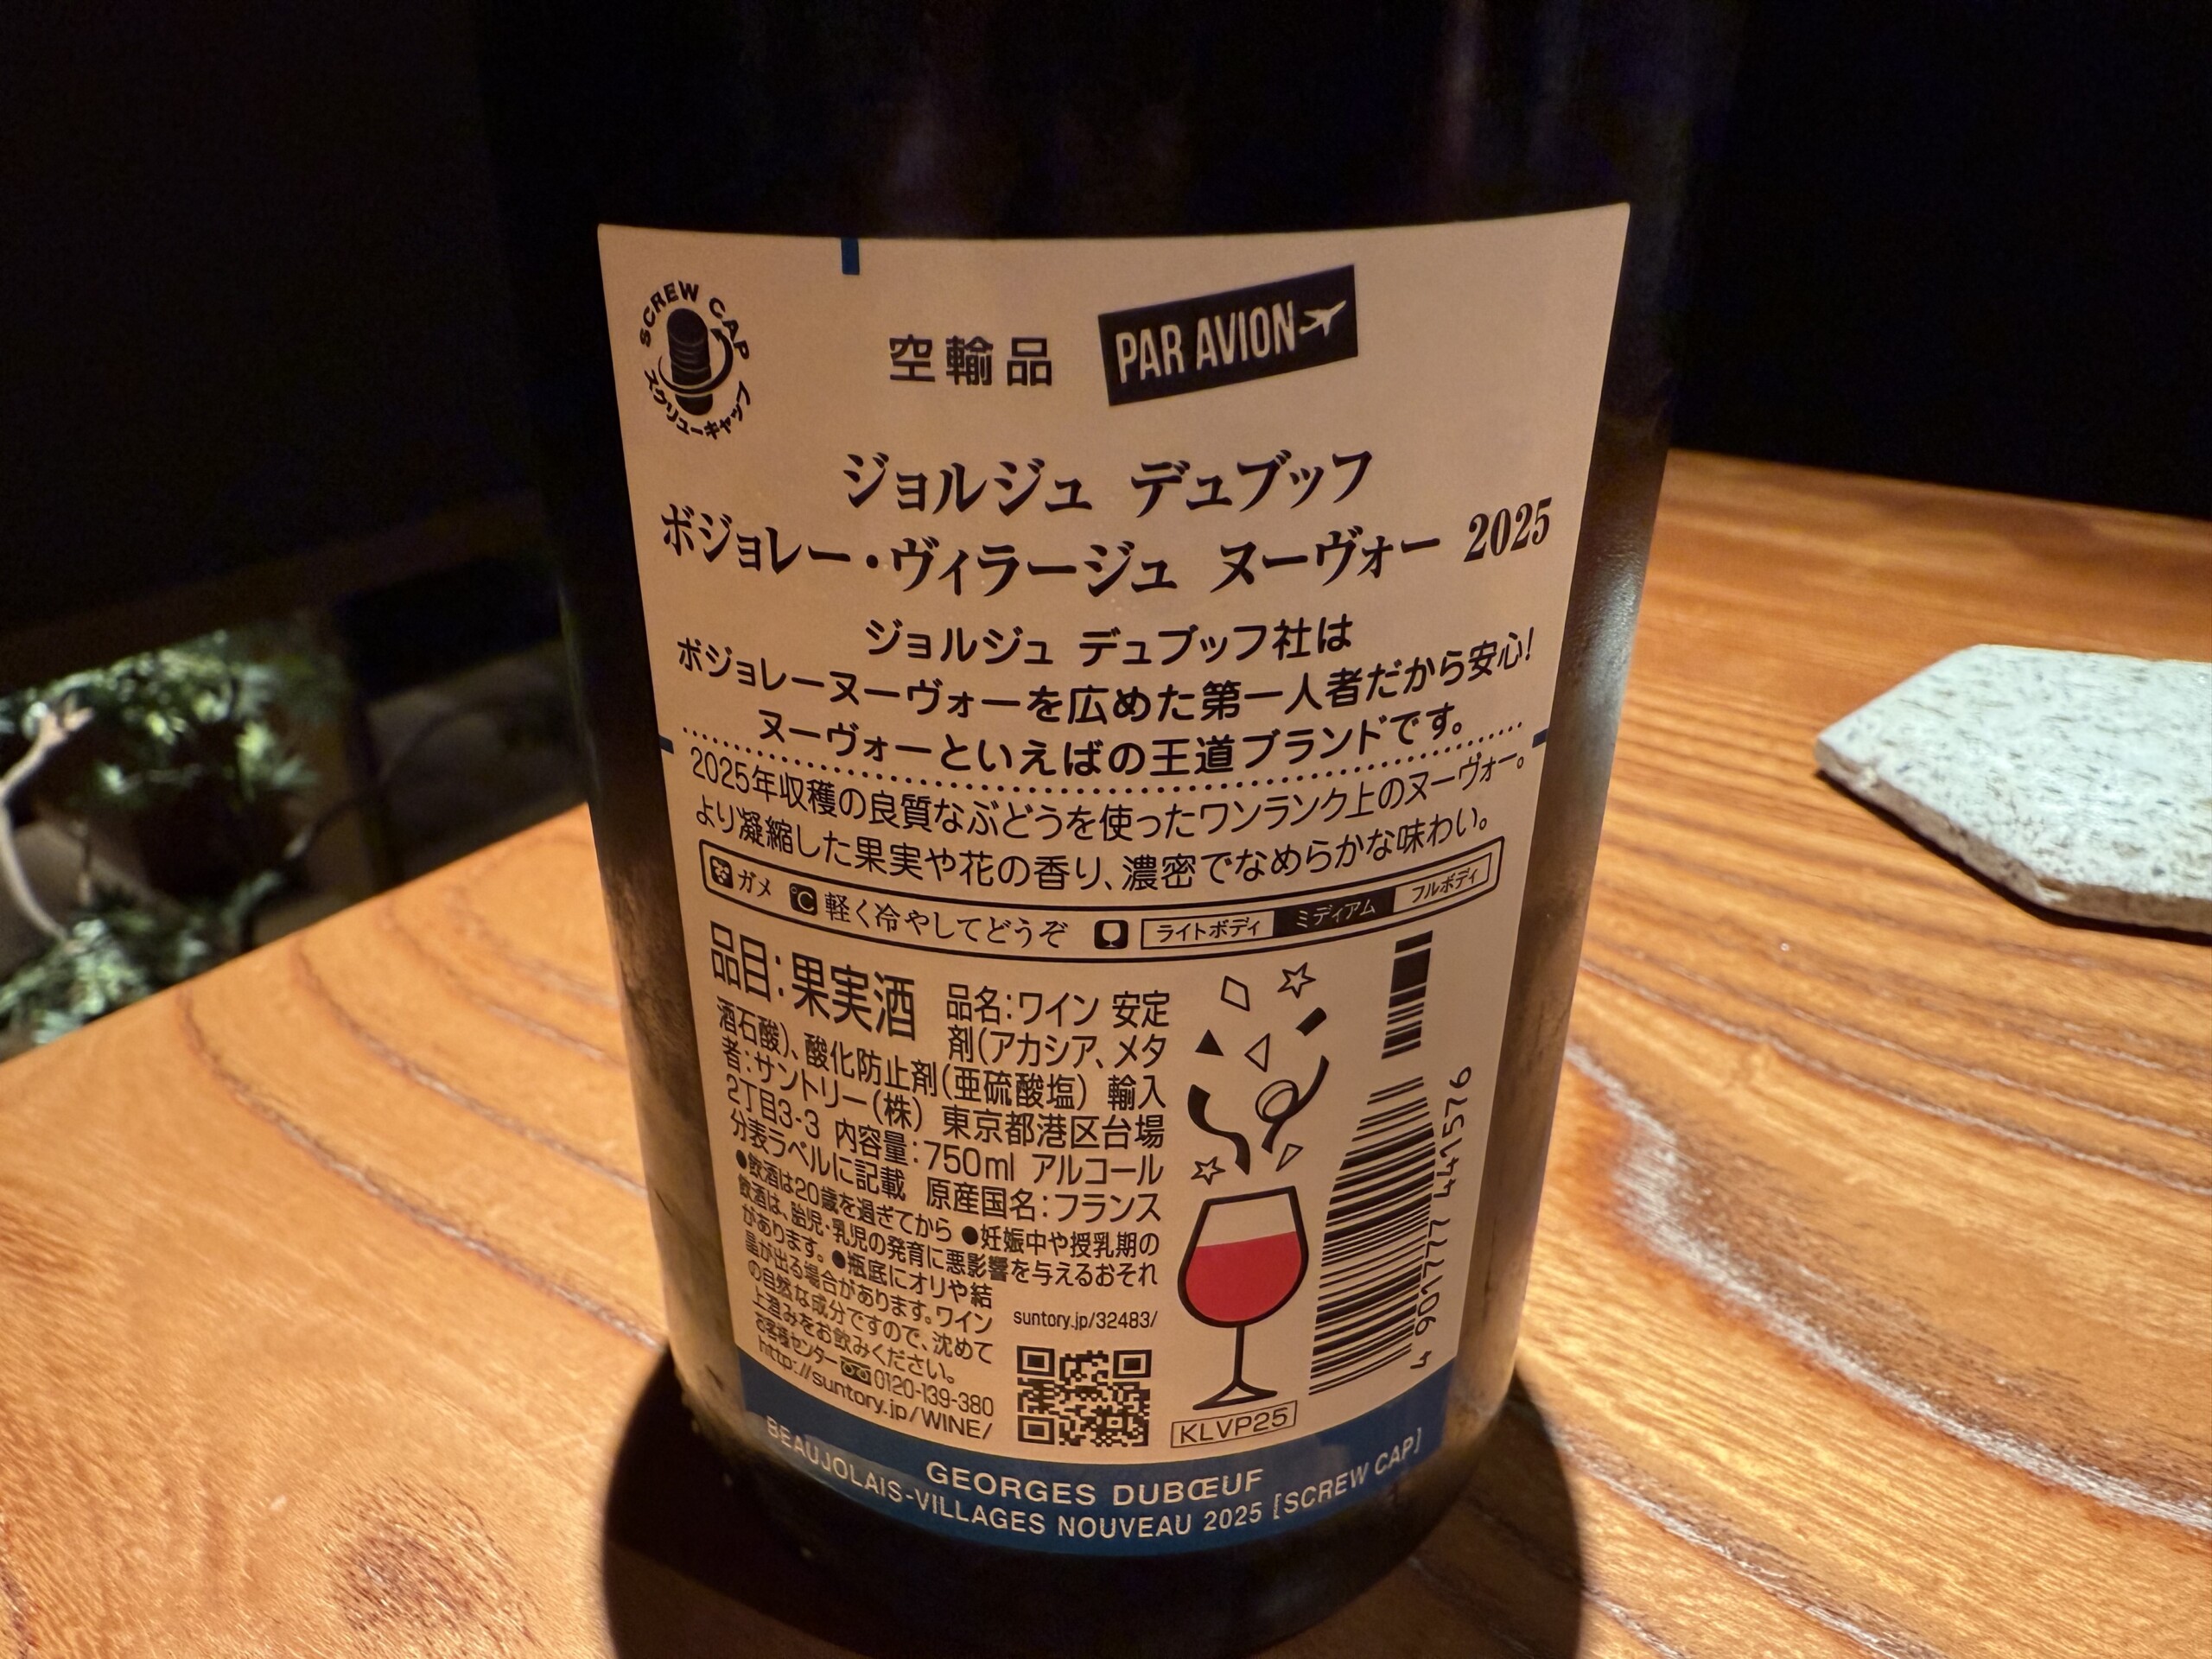 SCREW CAP
スクリューキャップ
空輸品
PAR AVION
ジョルジュ デュブッフ
ボジョレー・ヴィラージュ ヌーヴォー 2025
ジョルジュ デュブッフ社は
ボジョレーヌーヴォーを広めた第一人者だから安心!
ヌーヴォーといえばの王道ブランドです。
2025年収穫の良質なぶどうを使ったワンランク上のヌーヴォー。
より凝縮した果実や花の香り、濃密でなめらかな味わい。
ガメ ℃ 軽く冷やしてどうぞ ライトボディ ミディアム フルボディ
品目:果実酒 品名:ワイン 安定
剤(アカシア、メタ
酒石酸)、酸化防止剤(亜硫酸塩) 輸入
者:サントリー(株) 東京都港区台場
2丁目3-3 内容量:750ml アルコール
分表ラベルに記載 原産国名:フランス
●飲酒は20歳を過ぎてから ●妊娠中や授乳期の
飲酒は、胎児・乳児の発育に悪影響を与えるおそれ
があります。 ●瓶底にオリや結
晶が出る場合があります。ワイン
の自然な成分ですので、沈めて
上澄みをお飲みください。
お客様センター 0120-139-380
http://suntory.jp/WINE/
suntory.jp/32483/
KLVP25
4 901777 441576
GEORGES DUBŒUF
BEAUJOLAIS-VILLAGES NOUVEAU 2025 [SCREW CAP]